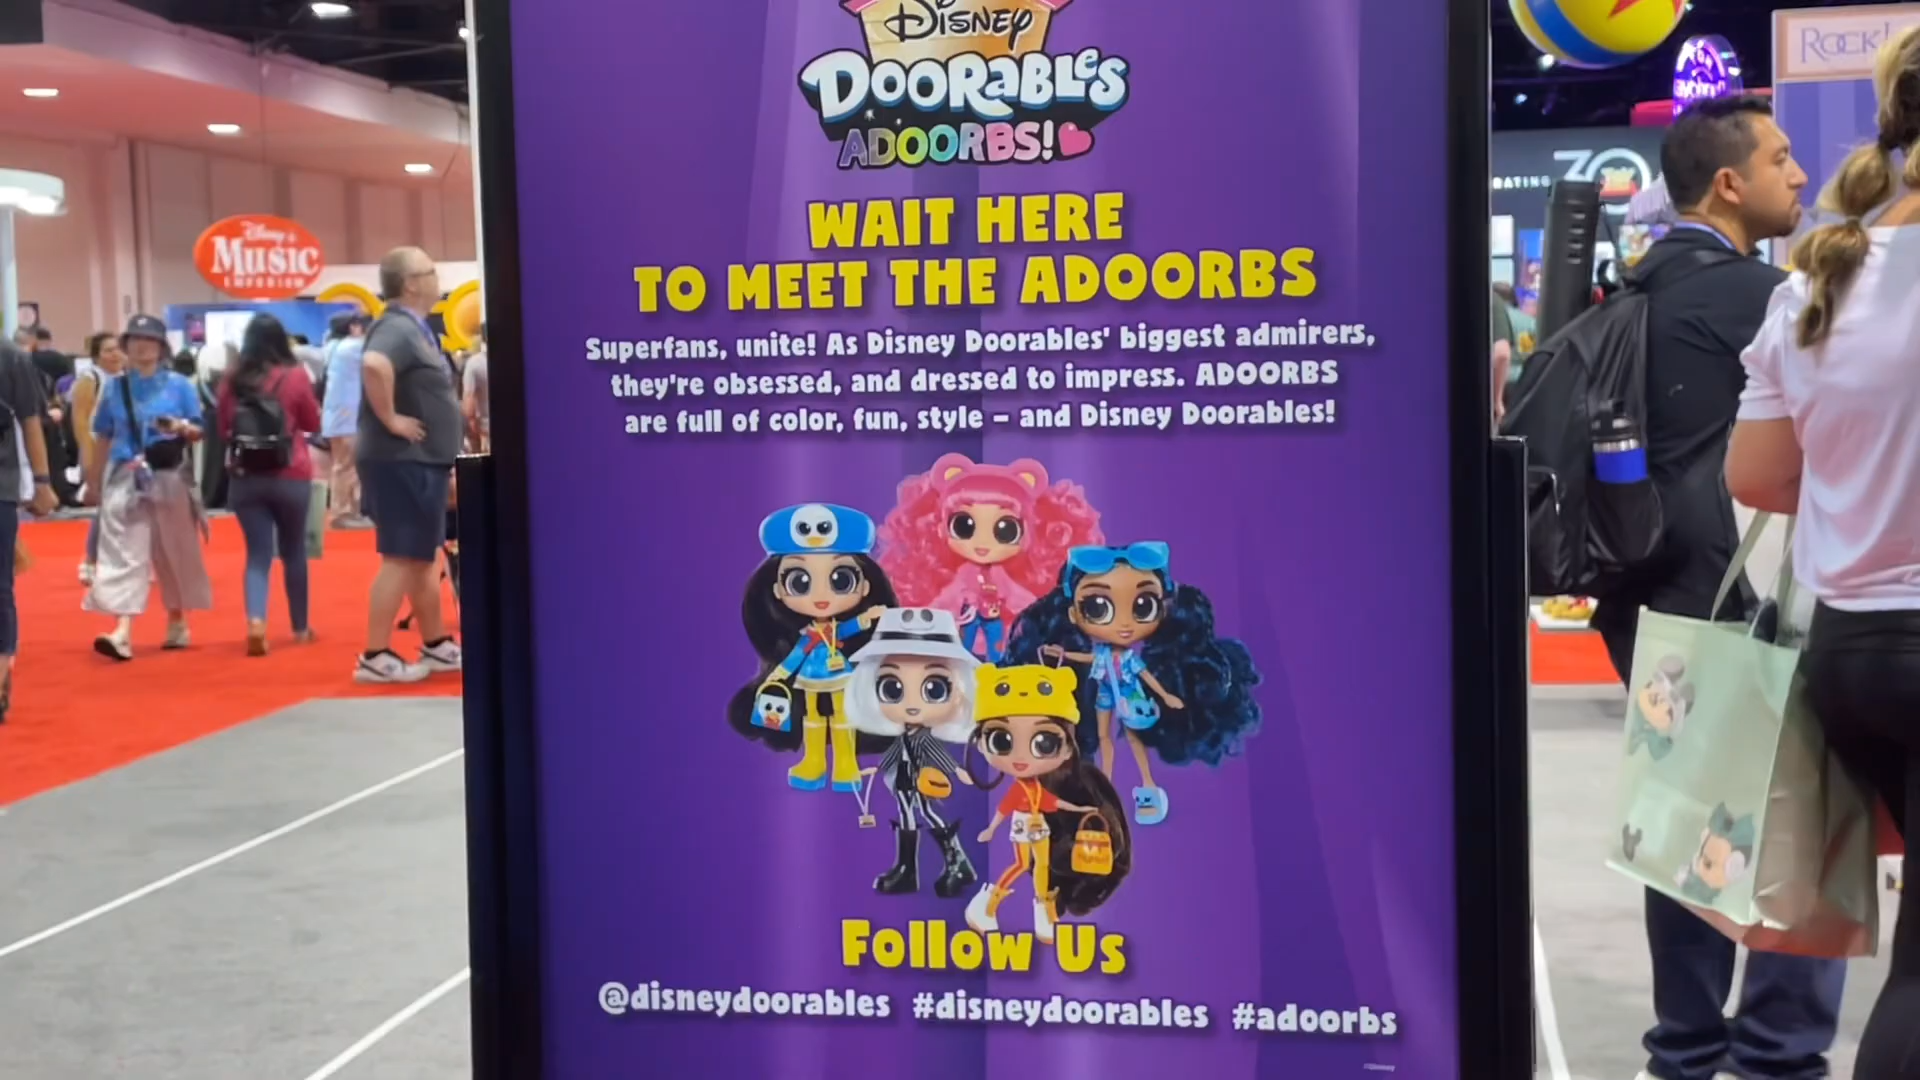 Disney
DOORABLES
ADOORBS!
WAIT HERE
TO MEET THE ADOORBS
Superfans, unite! As Disney Doorables' biggest admirers,
they're obsessed, and dressed to impress. ADOORBS
are full of color, fun, style – and Disney Doorables!
Follow Us
@disneydoorables #disneydoorables #adoorbs
Disney's
Music
EMPORIUM
ROCK
30